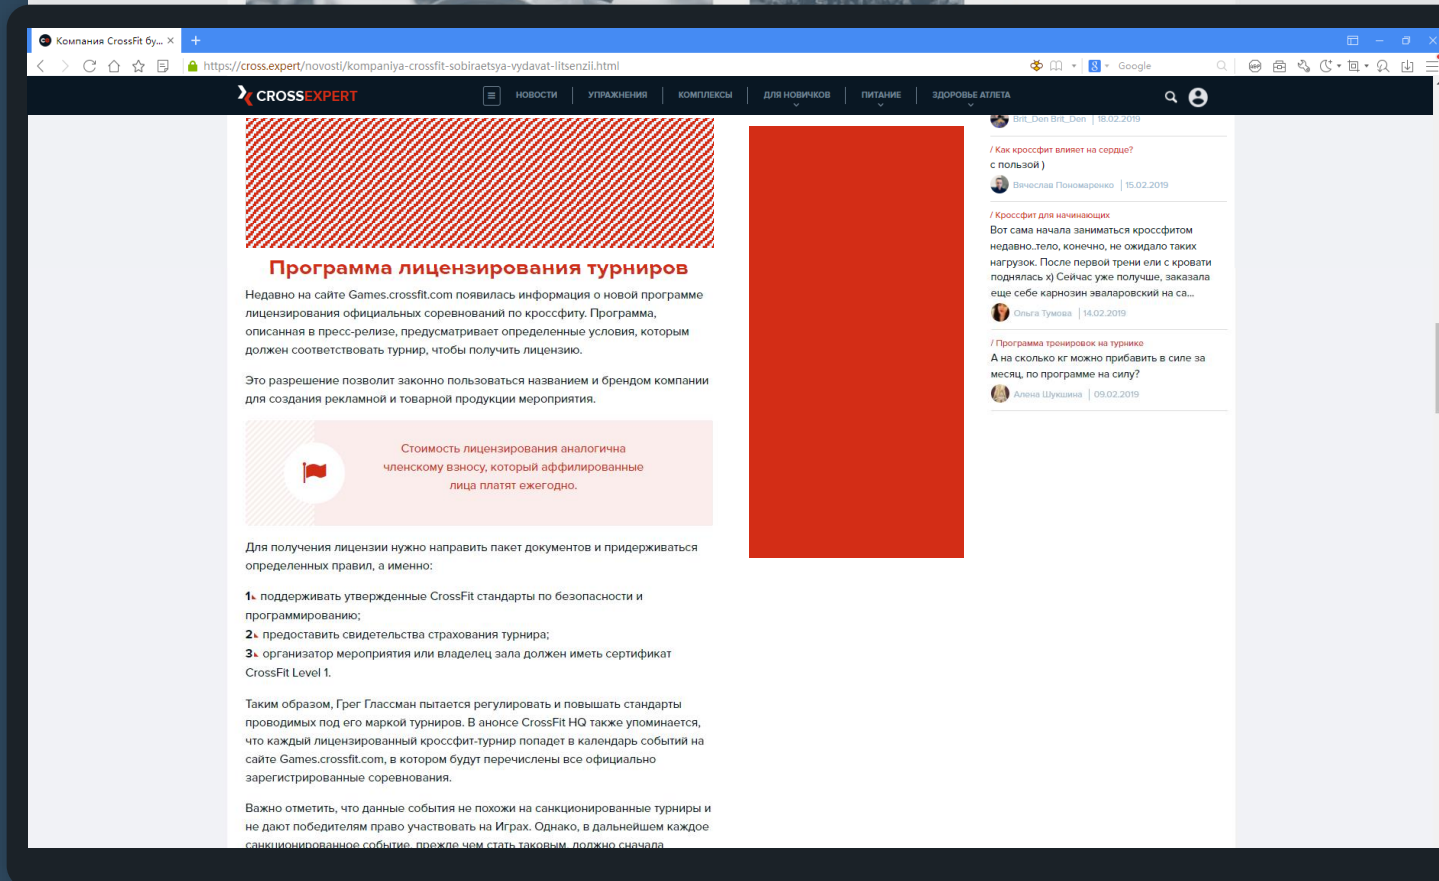 Компания CrossFit бу...
https://cross.expert/novosti/kompaniya-crossfit-sobiraetsya-vydavat-litsenzii.html
Google
CROSSEXPERT
НОВОСТИ
УПРАЖНЕНИЯ
КОМПЛЕКСЫ
ДЛЯ НОВИЧКОВ
ПИТАНИЕ
ЗДОРОВЬЕ АТЛЕТА
Программа лицензирования турниров
Недавно на сайте Games.crossfit.com появилась информация о новой программе
лицензирования официальных соревнований по кроссфиту. Программа,
описанная в пресс-релизе, предусматривает определенные условия, которым
должен соответствовать турнир, чтобы получить лицензию.
Это разрешение позволит законно пользоваться названием и брендом компании
для создания рекламной и товарной продукции мероприятия.
Стоимость лицензирования аналогична
членскому взносу, который аффилированные
лица платят ежегодно.
Для получения лицензии нужно направить пакет документов и придерживаться
определенных правил, а именно:
1 поддерживать утвержденные CrossFit стандарты по безопасности и
программированию;
2 предоставить свидетельства страхования турнира;
3 организатор мероприятия или владелец зала должен иметь сертификат
CrossFit Level 1.
Таким образом, Грег Глассман пытается регулировать и повышать стандарты
проводимых под его маркой турниров. В анонсе CrossFit HQ также упоминается,
что каждый лицензированный кроссфит-турнир попадет в календарь событий на
сайте Games.crossfit.com, в котором будут перечислены все официально
зарегистрированные соревнования.
Важно отметить, что данные события не похожи на санкционированные турниры и
не дают победителям право участвовать на Играх. Однако, в дальнейшем каждое
санкционированное событие, прежде чем стать таковым, должно сначала
Brit_Den Brit_Den | 18.02.2019
/ Как кроссфит влияет на сердце?
с пользой )
Вячеслав Пономаренко | 15.02.2019
/ Кроссфит для начинающих
Вот сама начала заниматься кроссфитом
недавно..тело, конечно, не ожидало таких
нагрузок. После первой трени ели с кровати
поднялась х) Сейчас уже получше, заказала
еще себе карнозин эваларовский на са...
Ольга Тумова | 14.02.2019
/ Программа тренировок на турнике
А на сколько кг можно прибавить в силе за
месяц, по программе на силу?
Алена Шукшина | 09.02.2019